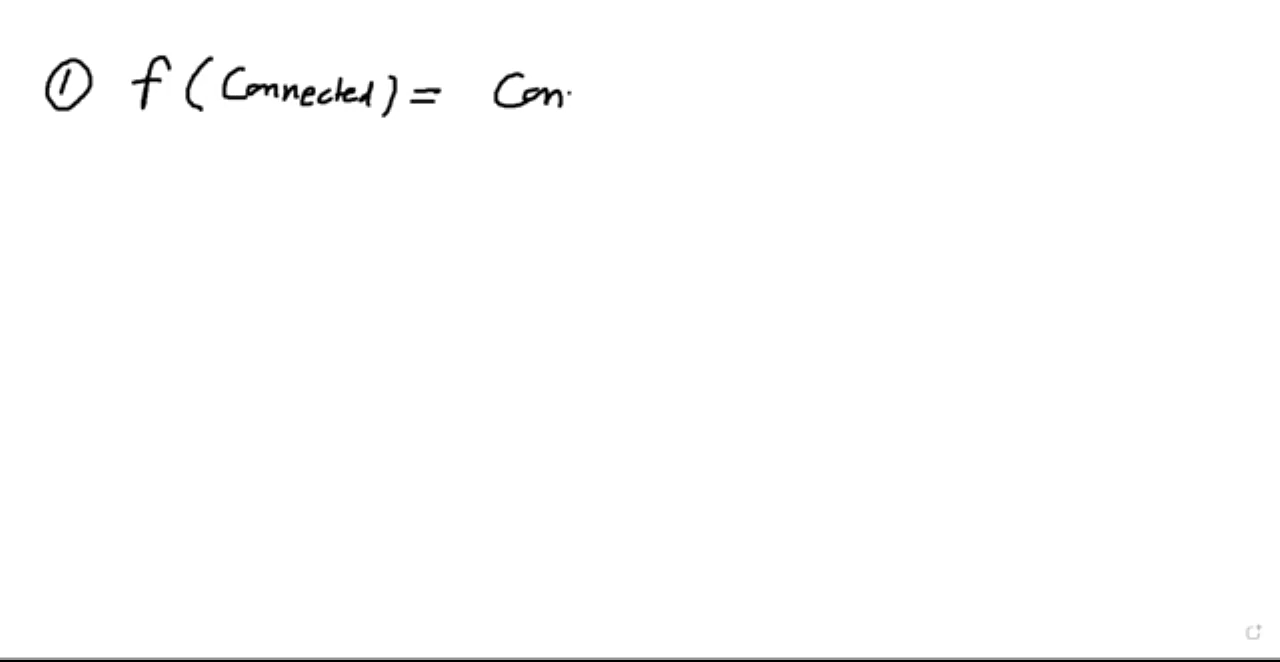 ① f (Connected) = Con